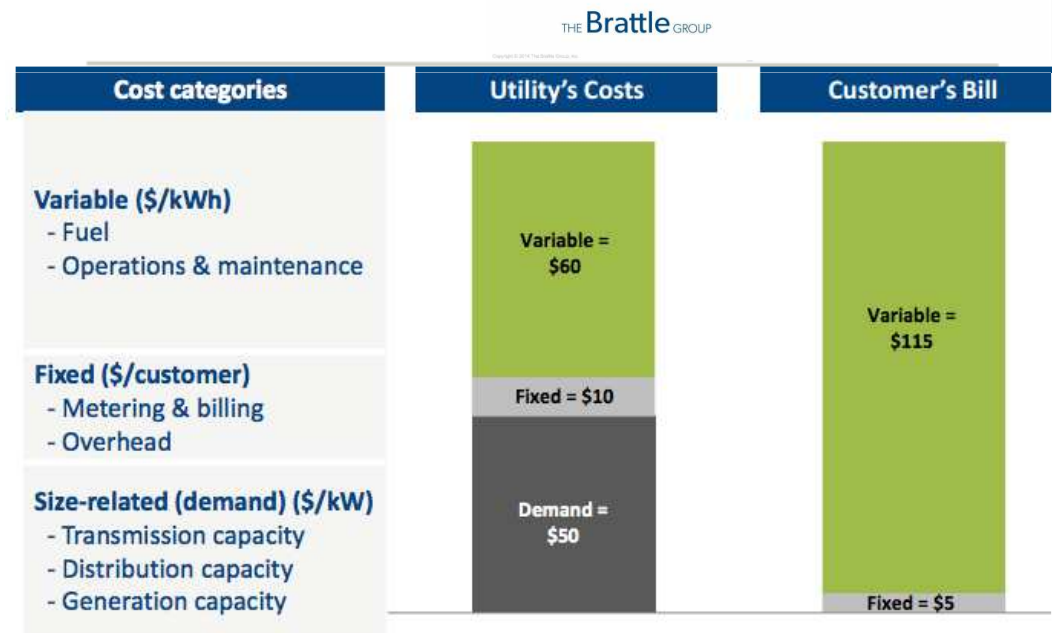 THE Brattle GROUP
Cost categories
Variable ($/kWh)
- Fuel
- Operations & maintenance
Fixed ($/customer)
- Metering & billing
- Overhead
Size-related (demand) ($/kW)
- Transmission capacity
- Distribution capacity
- Generation capacity
Utility's Costs
Variable =
$60
Fixed = $10
Demand =
$50
Customer's Bill
Variable =
$115
Fixed = $5